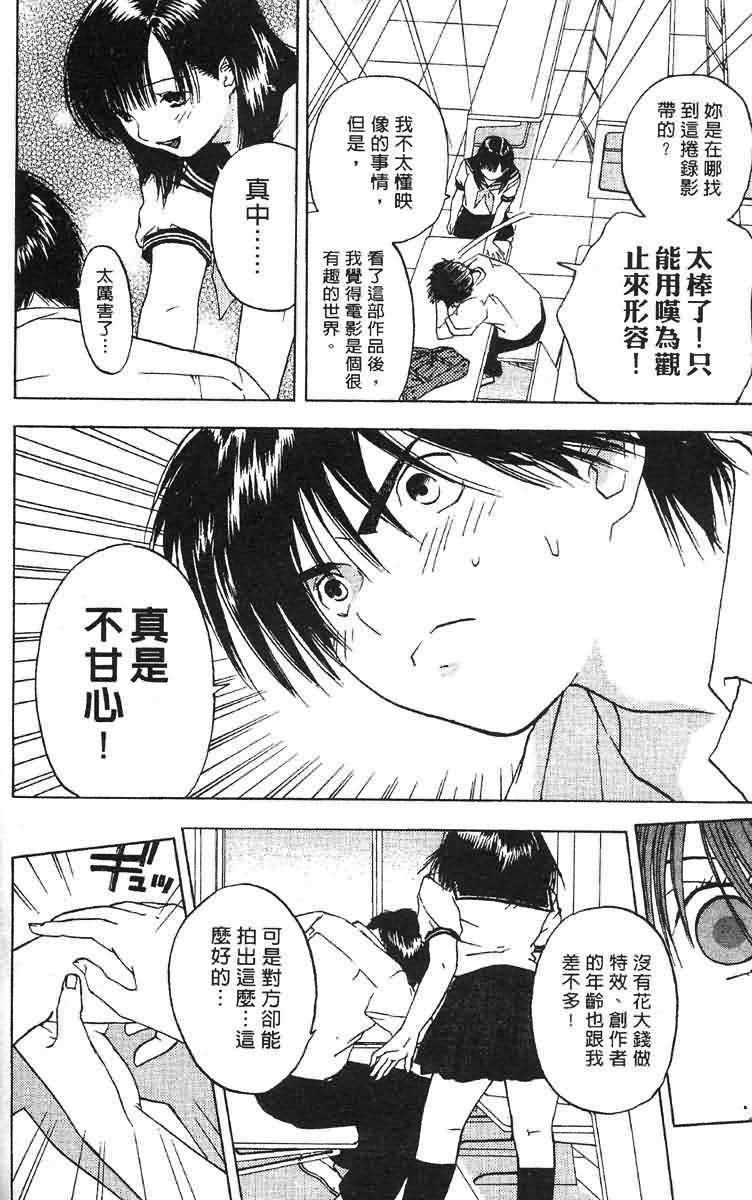 妳是在哪找
到這捲錄影
帶的？
太棒了！只
能用嘆為觀
止來形容！
我不太懂映
像的事情，
但是，
看了這部作品後，
我覺得電影是個很
有趣的世界。
真中……
太厲害了…
真是
不甘心！
沒有花大錢做
特效、創作者
的年齡也跟我
差不多！
可是對方卻能
拍出這麼…這
麼好的…
ギュッ